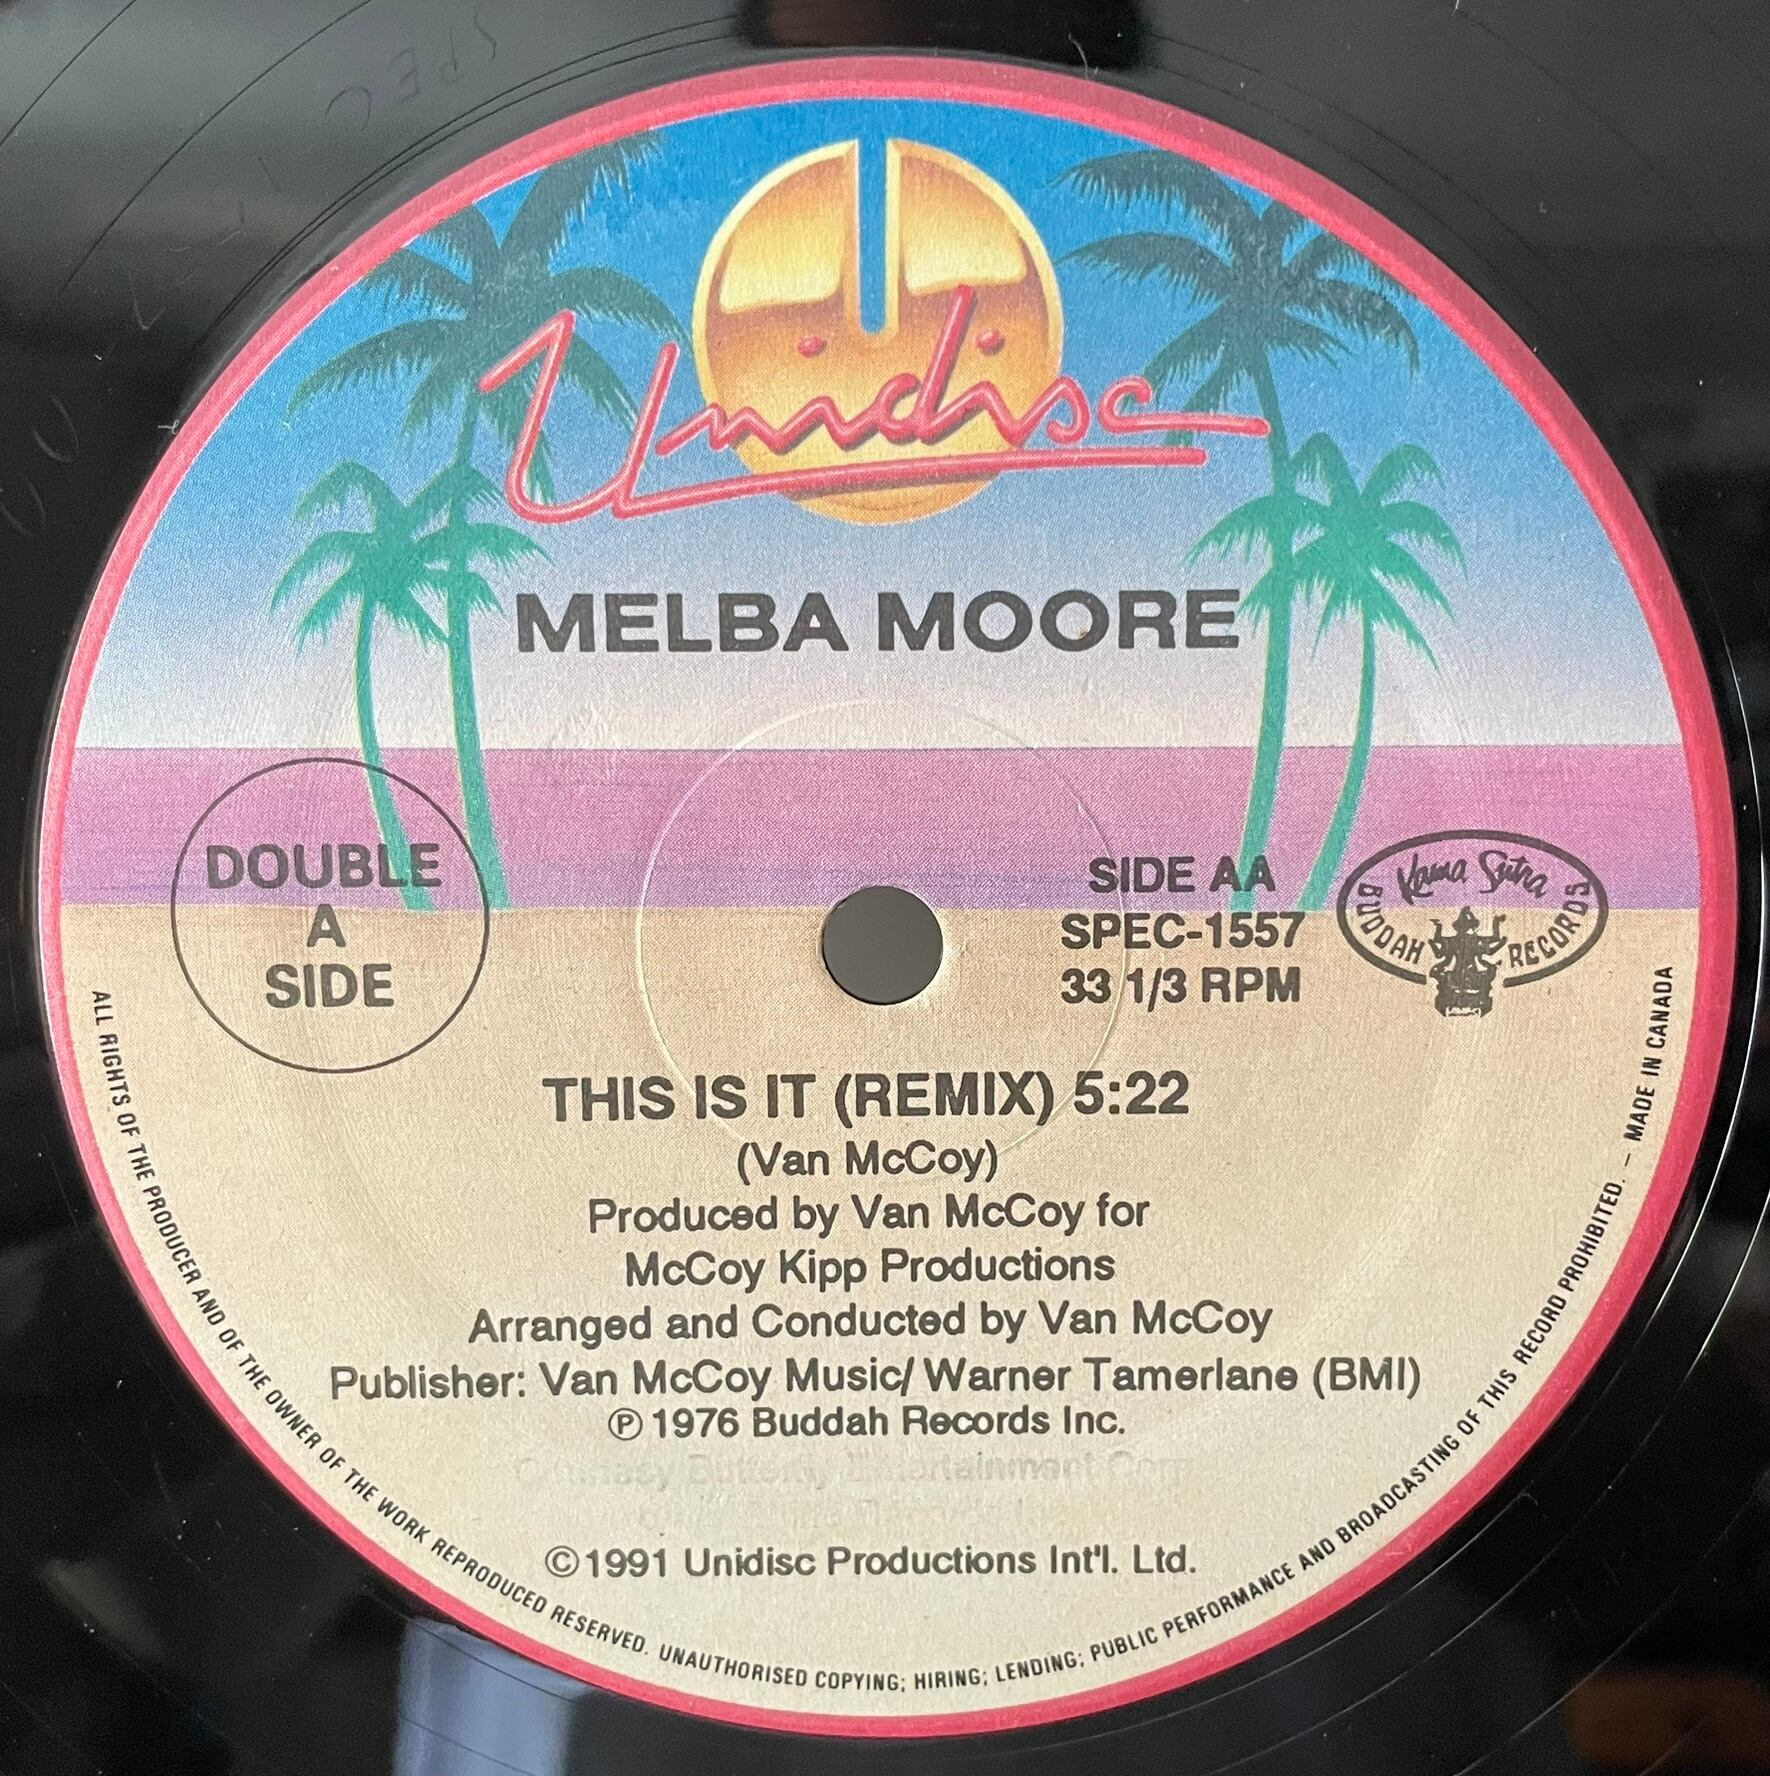 SPEC
Unidisc
MELBA MOORE
DOUBLE
A
SIDE
SIDE AA
SPEC-1557
33 1/3 RPM
Kama Sutra
BUDDAH RECORDS
THIS IS IT (REMIX) 5:22
(Van McCoy)
Produced by Van McCoy for
McCoy Kipp Productions
Arranged and Conducted by Van McCoy
Publisher: Van McCoy Music/ Warner Tamerlane (BMI)
℗ 1976 Buddah Records Inc.
Entertainment
©1991 Unidisc Productions Int'l. Ltd.
ALL RIGHTS OF THE PRODUCER AND OF THE OWNER OF THE WORK REPRODUCED RESERVED. UNAUTHORISED COPYING; HIRING; LENDING; PUBLIC PERFORMANCE AND BROADCASTING OF THIS RECORD PROHIBITED. – MADE IN CANADA